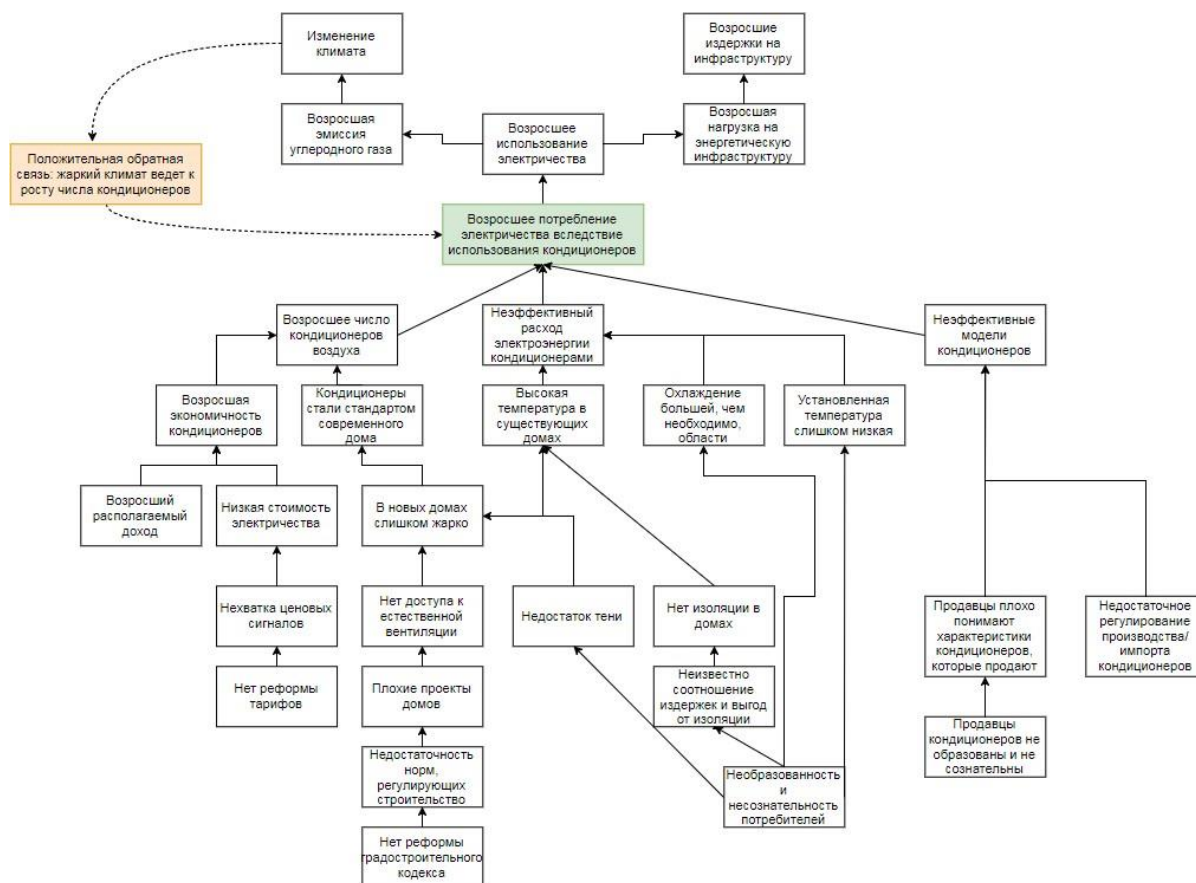 Изменение
климата
Возросшие
издержки на
инфраструктуру
Возросшая
эмиссия
углеродного газа
Возросшее
использование
электричества
Возросшая
нагрузка на
энергетическую
инфраструктуру
Положительная обратная
связь: жаркий климат ведет к
росту числа кондиционеров
Возросшее потребление
электричества вследствие
использования кондиционеров
Возросшее число
кондиционеров
воздуха
Неэффективный
расход
электроэнергии
кондиционерами
Неэффективные
модели
кондиционеров
Возросшая
экономичность
кондиционеров
Кондиционеры
стали стандартом
современного
дома
Высокая
температура в
существующих
домах
Охлаждение
большей, чем
необходимо,
области
Установленная
температура
слишком низкая
Возросший
располагаемый
доход
Низкая стоимость
электричества
В новых домах
слишком жарко
Нехватка ценовых
сигналов
Нет доступа к
естественной
вентиляции
Недостаток тени
Нет изоляции в
домах
Продавцы плохо
понимают
характеристики
кондиционеров,
которые продают
Недостаточное
регулирование
производства/
импорта
кондиционеров
Нет реформы
тарифов
Плохие проекты
домов
Неизвестно
соотношение
издержек и выгод
от изоляции
Продавцы
кондиционеров не
образованы и не
сознательны
Недостаточность
норм,
регулирующих
строительство
Необразованность
и
несознательность
потребителей
Нет реформы
градостроительного
кодекса